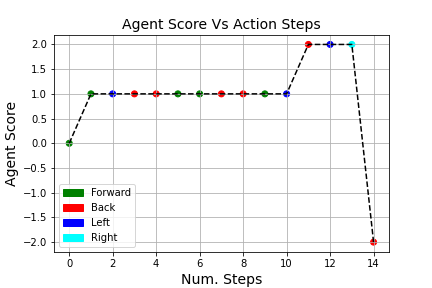 Agent Score Vs Action Steps
Agent Score
2.0
1.5
1.0
0.5
0.0
−0.5
−1.0
−1.5
−2.0
Forward
Back
Left
Right
0 2 4 6 8 10 12 14
Num. Steps